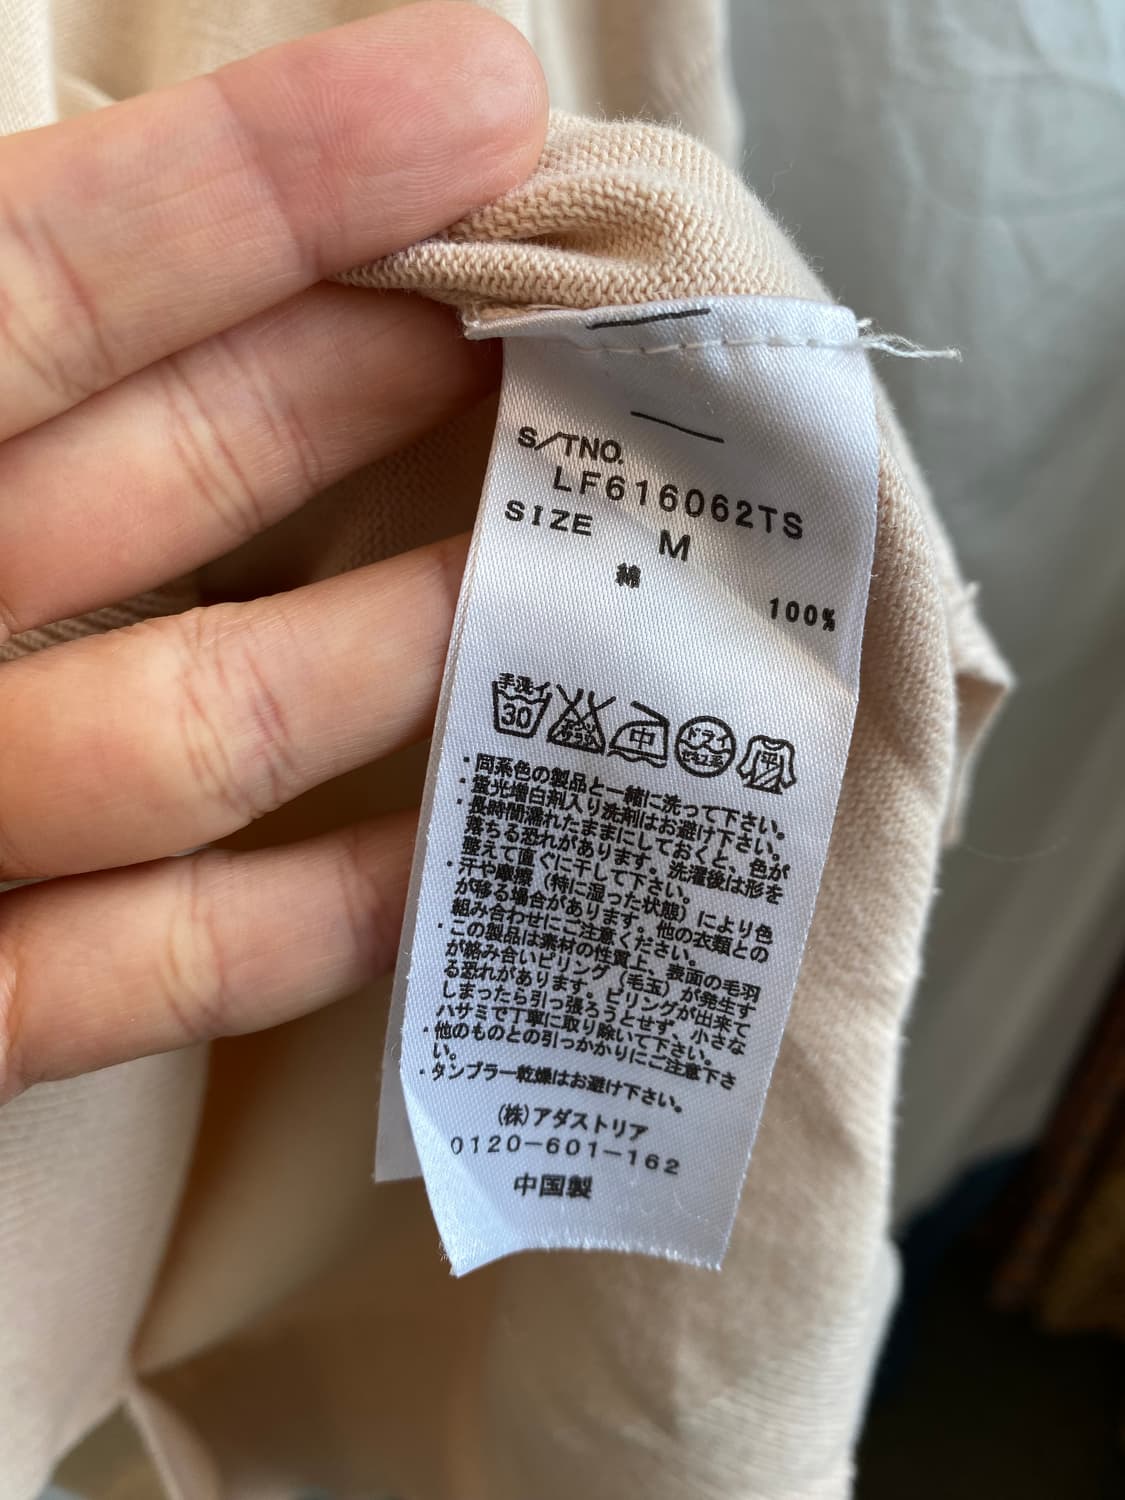 S/TNO.
LF616062TS
SIZE M
綿
100%
手洗イ
30
エンソ
サラシ
中
ドライ
セキユ系
平
・同系色の製品と一緒に洗って下さい。
・蛍光増白剤入り洗剤はお避け下さい。
・長時間濡れたままにしておくと、色が
落ちる恐れがあります。洗濯後は形を
整えて直ぐに干して下さい。
・汗や摩擦（特に湿った状態）により色
が移る場合があります。他の衣類との
組み合わせにご注意ください。
・この製品は素材の性質上、表面の毛羽
が絡み合いピリング（毛玉）が発生す
る恐れがあります。ピリングが出来て
しまったら引っ張ろうとせず、小さな
ハサミで丁寧に取り除いて下さい。
・他のものとの引っかかりにご注意下さ
い。
・タンブラー乾燥はお避け下さい。
(株)アダストリア
0120-601-162
中国製